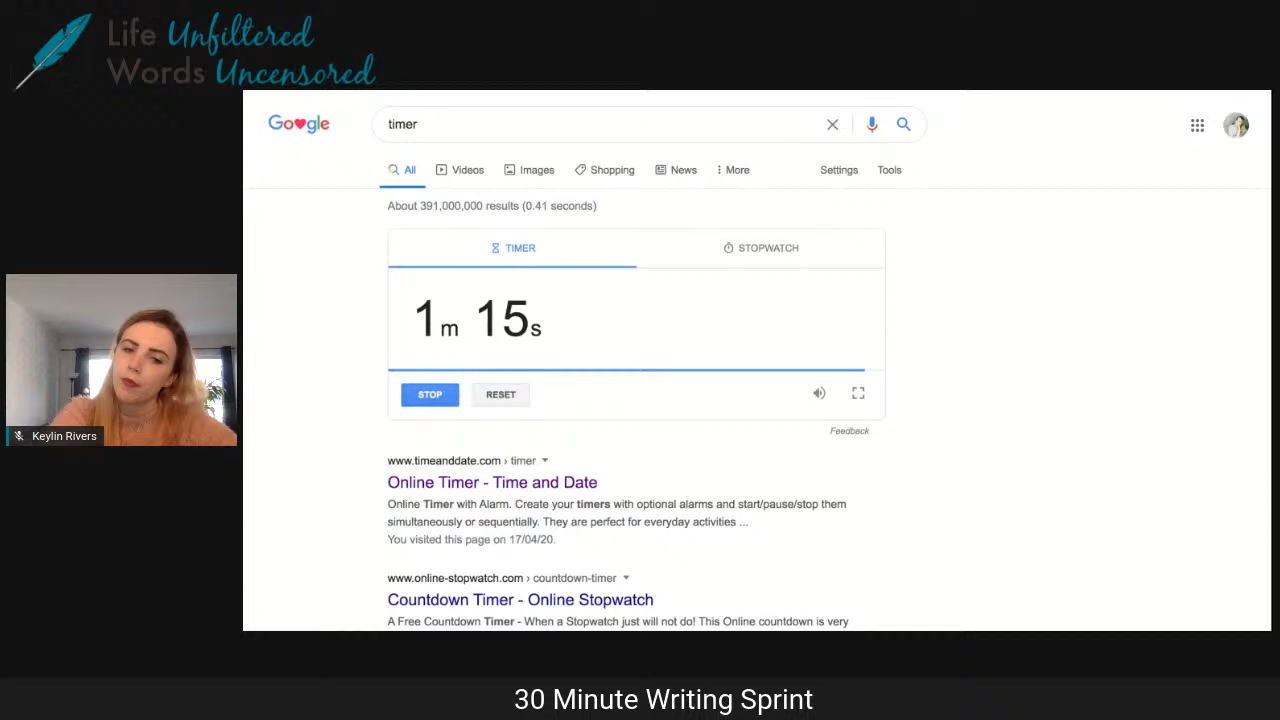 Life Unfiltered
Words Uncensored
Google
timer
All
Videos
Images
Shopping
News
More
Settings
Tools
About 391,000,000 results (0.41 seconds)
TIMER
STOPWATCH
1m 15s
STOP
RESET
Feedback
www.timeanddate.com › timer
Online Timer - Time and Date
Online Timer with Alarm. Create your timers with optional alarms and start/pause/stop them
simultaneously or sequentially. They are perfect for everyday activities ...
You visited this page on 17/04/20.
www.online-stopwatch.com › countdown-timer
Countdown Timer - Online Stopwatch
A Free Countdown Timer - When a Stopwatch just will not do! This Online countdown is very
Keylin Rivers
30 Minute Writing Sprint